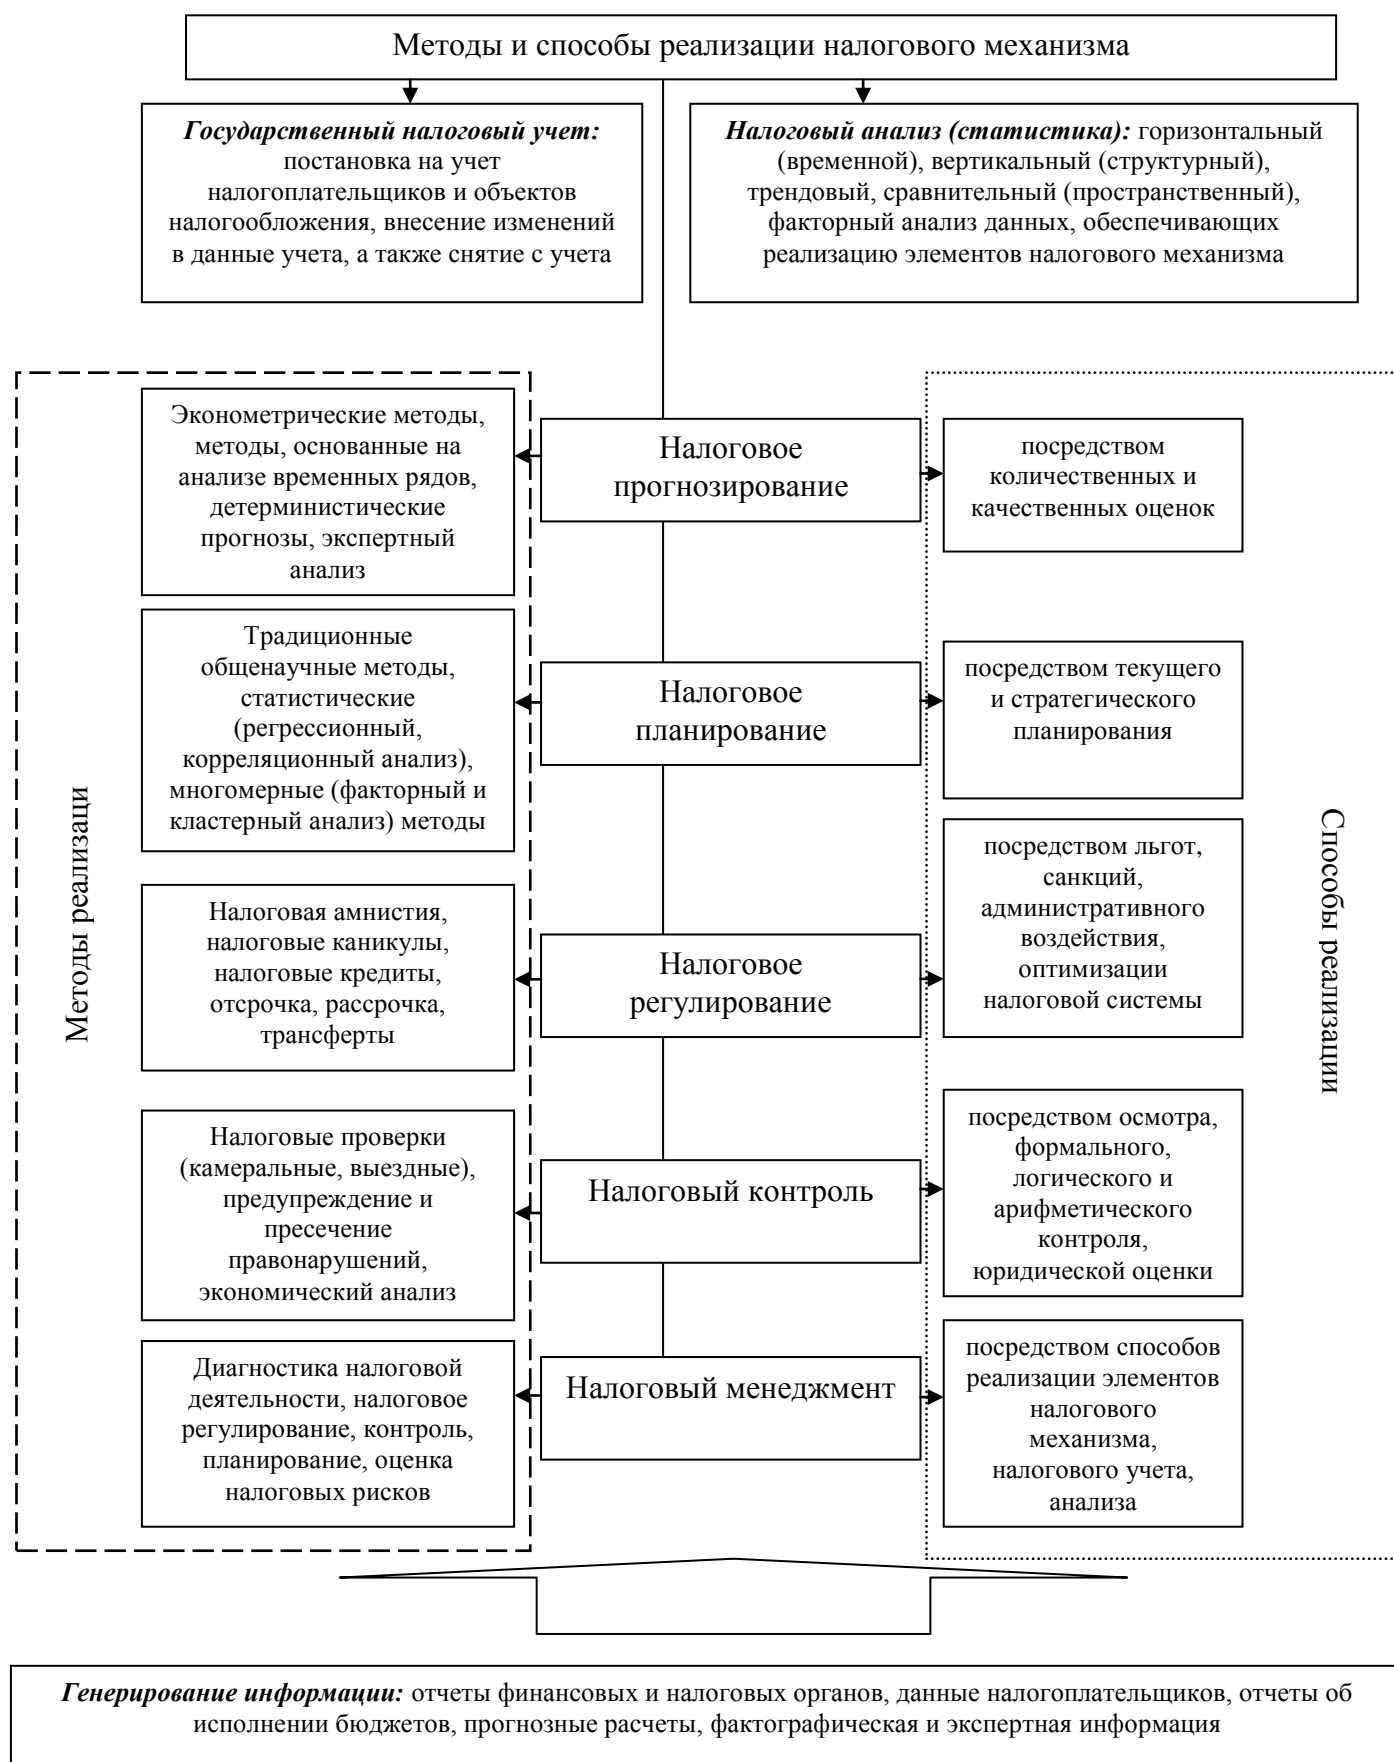 Методы и способы реализации налогового механизма
Государственный налоговый учет:
постановка на учет
налогоплательщиков и объектов
налогообложения, внесение изменений
в данные учета, а также снятие с учета
Налоговый анализ (статистика): горизонтальный
(временной), вертикальный (структурный),
трендовый, сравнительный (пространственный),
факторный анализ данных, обеспечивающих
реализацию элементов налогового механизма
Методы реализаци
Эконометрические методы,
методы, основанные на
анализе временных рядов,
детерминистические
прогнозы, экспертный
анализ
Налоговое
прогнозирование
посредством
количественных и
качественных оценок
Традиционные
общенаучные методы,
статистические
(регрессионный,
корреляционный анализ),
многомерные (факторный и
кластерный анализ) методы
Налоговое
планирование
посредством текущего
и стратегического
планирования
Налоговая амнистия,
налоговые каникулы,
налоговые кредиты,
отсрочка, рассрочка,
трансферты
Налоговое
регулирование
посредством льгот,
санкций,
административного
воздействия,
оптимизации
налоговой системы
Налоговые проверки
(камеральные, выездные),
предупреждение и
пресечение
правонарушений,
экономический анализ
Налоговый контроль
посредством осмотра,
формального,
логического и
арифметического
контроля,
юридической оценки
Диагностика налоговой
деятельности, налоговое
регулирование, контроль,
планирование, оценка
налоговых рисков
Налоговый менеджмент
посредством способов
реализации элементов
налогового
механизма,
налогового учета,
анализа
Способы реализации
Генерирование информации: отчеты финансовых и налоговых органов, данные налогоплательщиков, отчеты об
исполнении бюджетов, прогнозные расчеты, фактографическая и экспертная информация